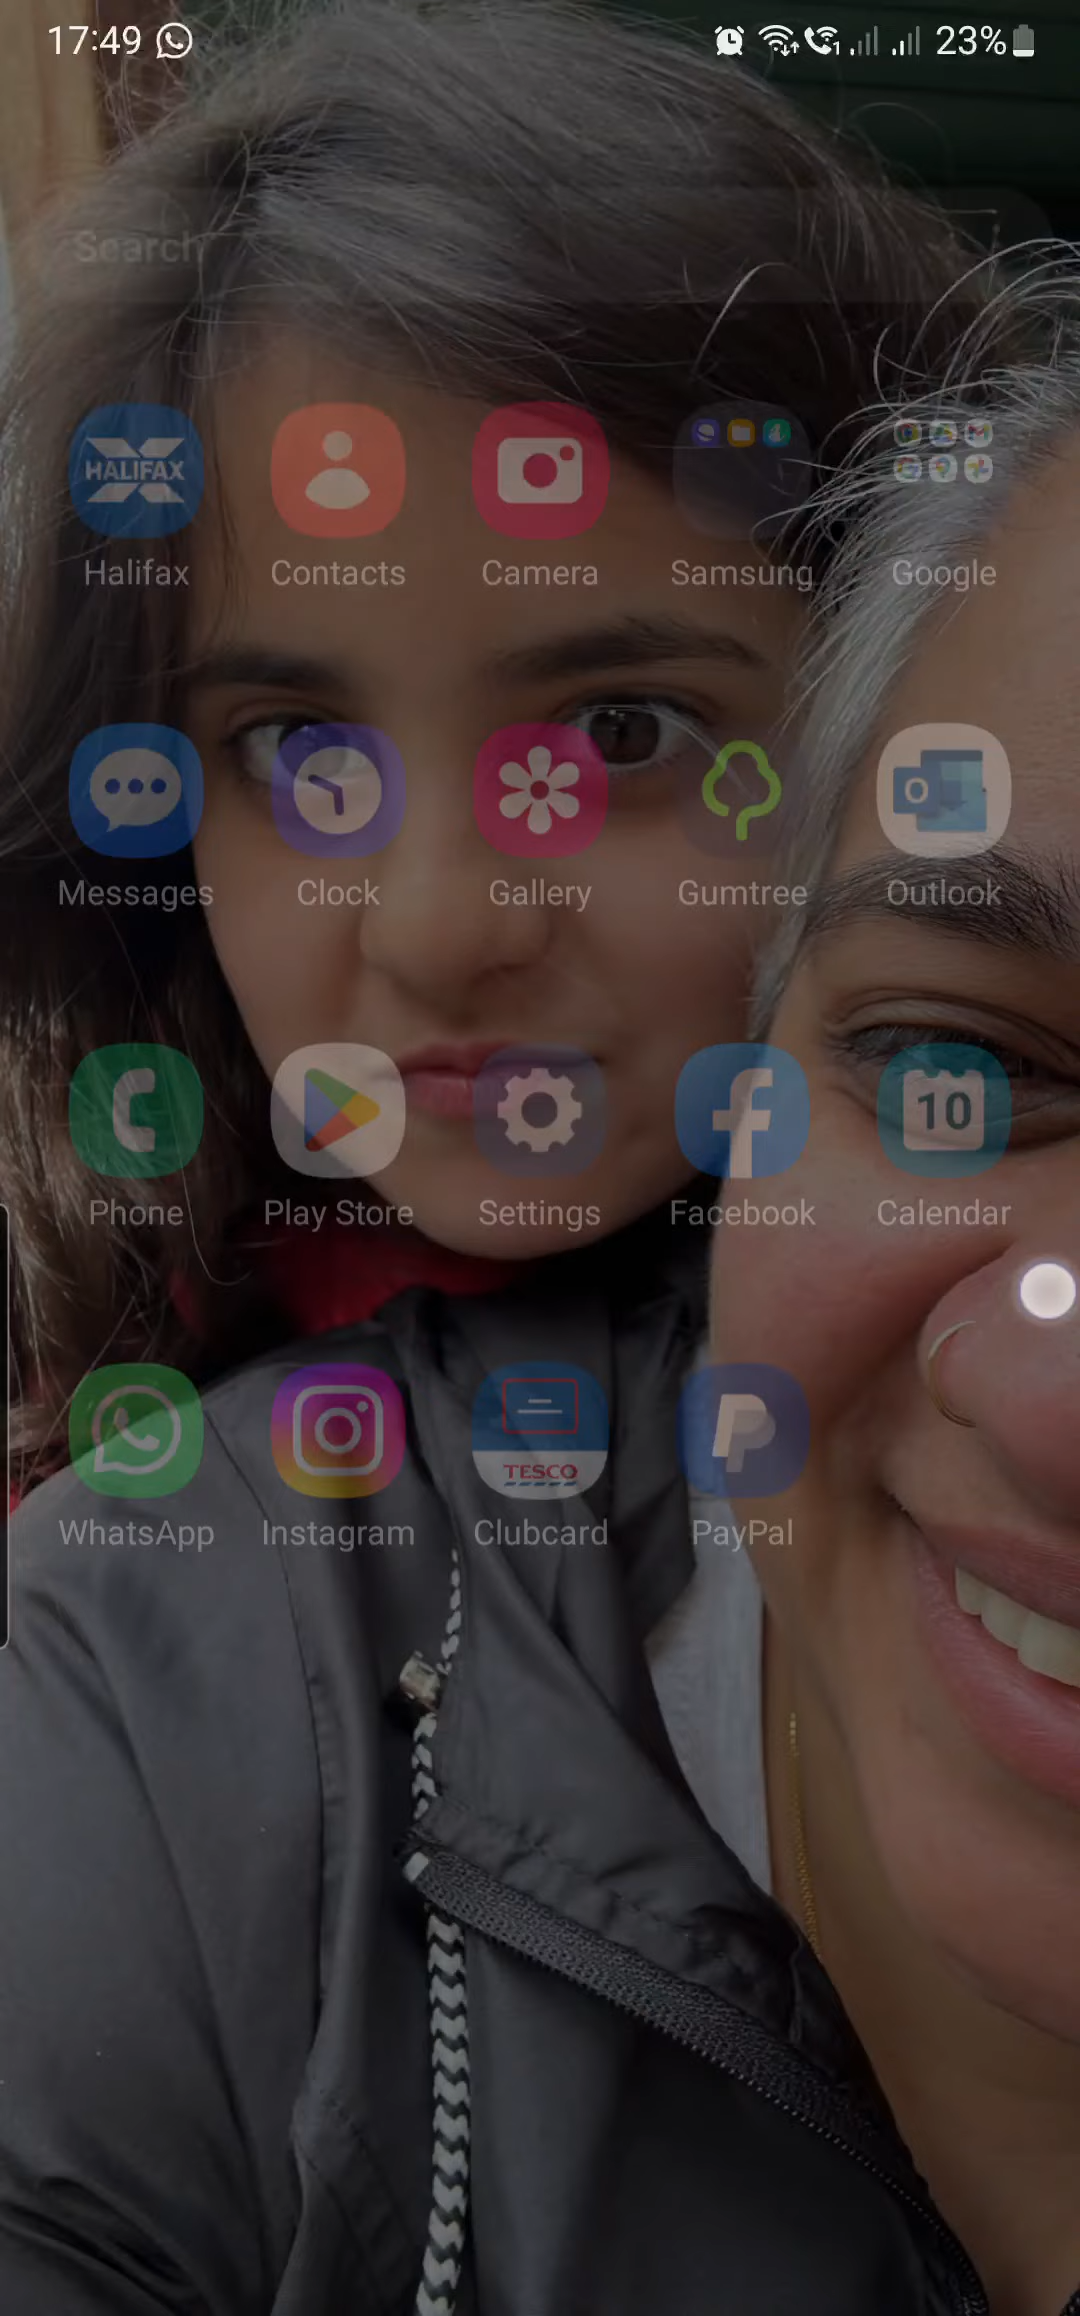 17:49 23%
Search
HALIFAX
Halifax Contacts Camera Samsung Google
O
Messages Clock Gallery Gumtree Outlook
10
Phone Play Store Settings Facebook Calendar
TESCO
WhatsApp Instagram Clubcard PayPal